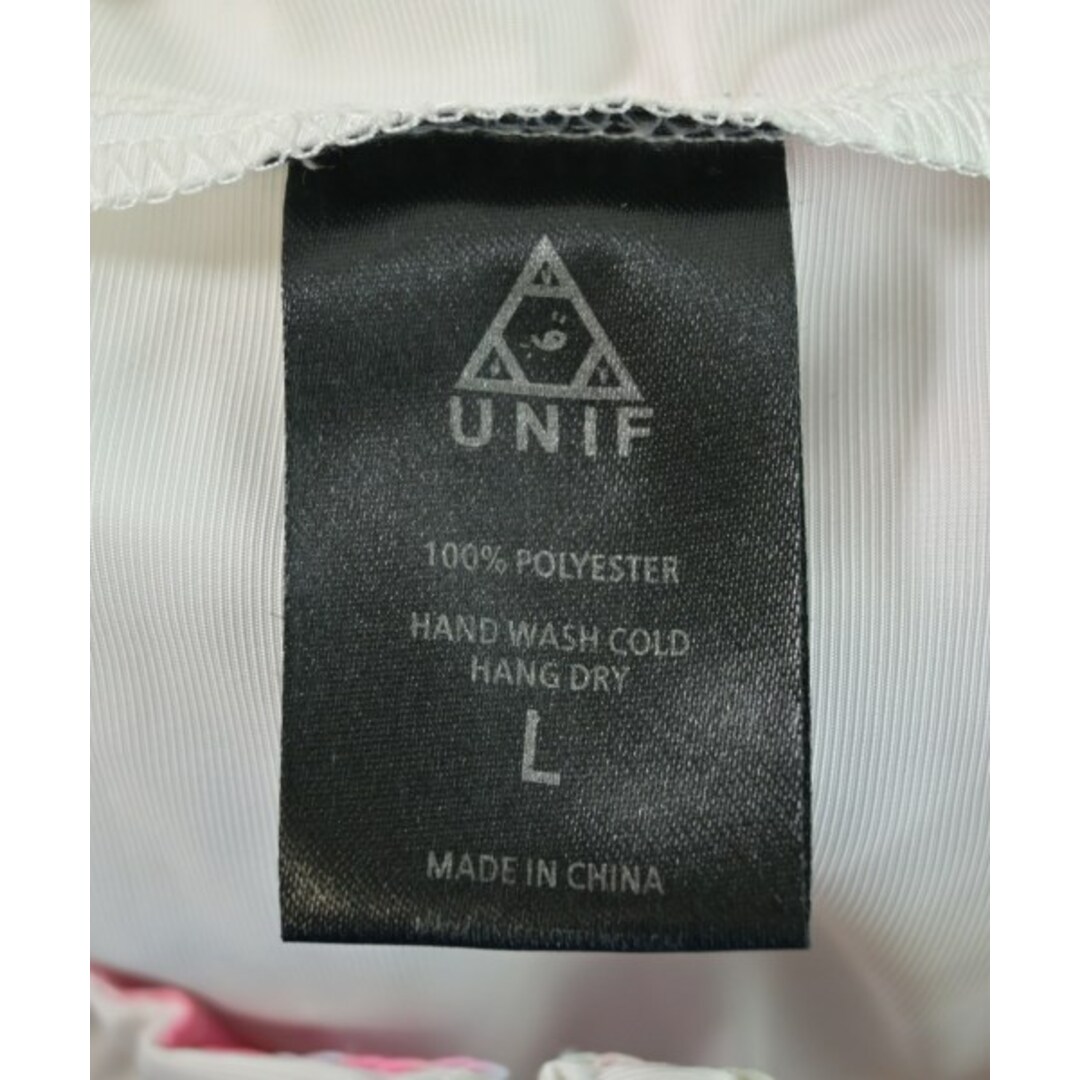 UNIF
100% POLYESTER
HAND WASH COLD
HANG DRY
L
MADE IN CHINA